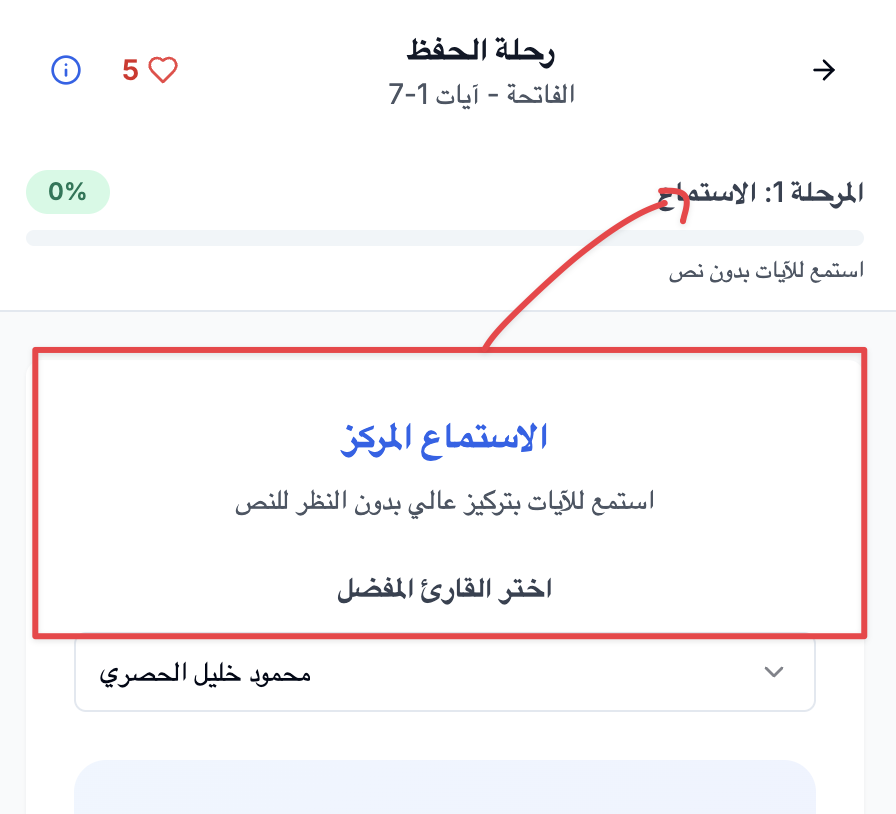 رحلة الحفظ
5
الفاتحة - آيات 1-7
المرحلة 1: الاستماع
0%
استمع للآيات بدون نص
الاستماع المركز
استمع للآيات بتركيز عالي بدون النظر للنص
اختر القارئ المفضل
محمود خليل الحصري